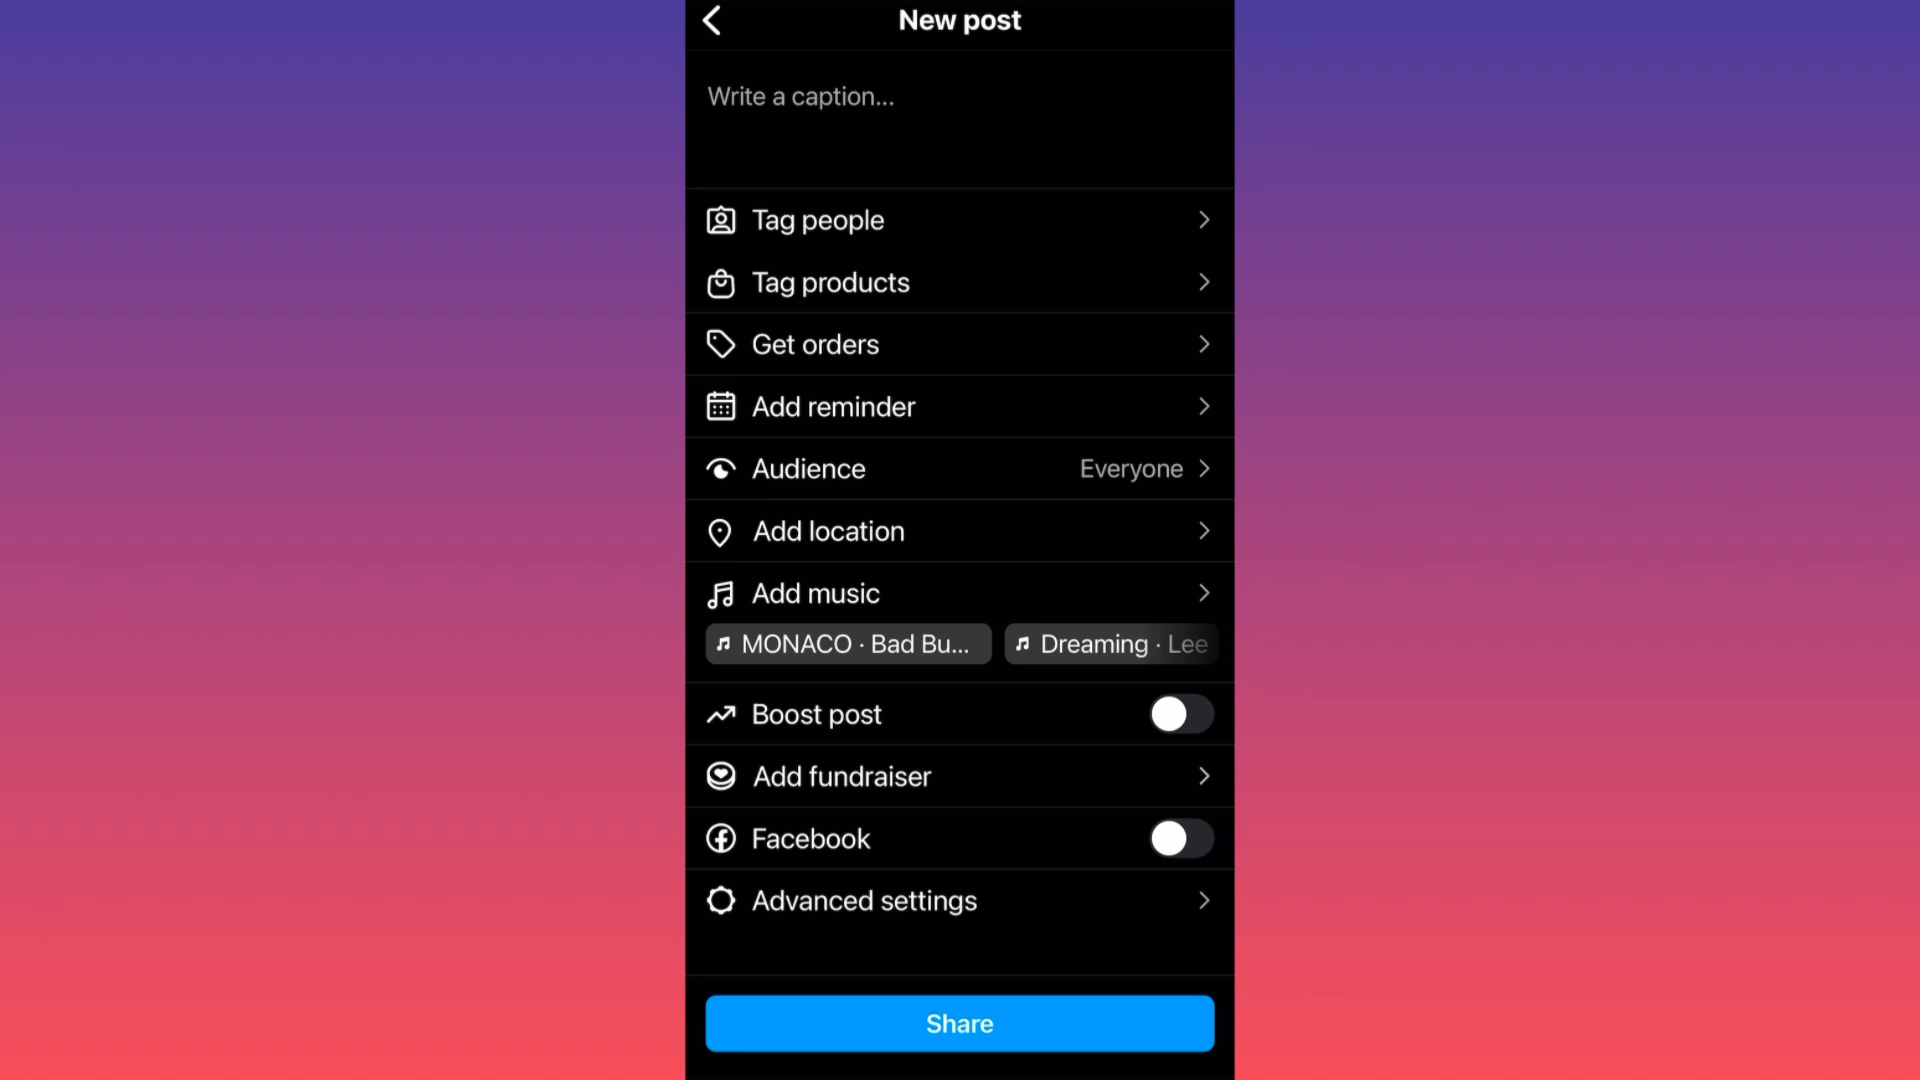 New post
Write a caption...
Tag people
Tag products
Get orders
Add reminder
Audience Everyone
Add location
Add music
MONACO · Bad Bu... Dreaming · Lee
Boost post
Add fundraiser
Facebook
Advanced settings
Share